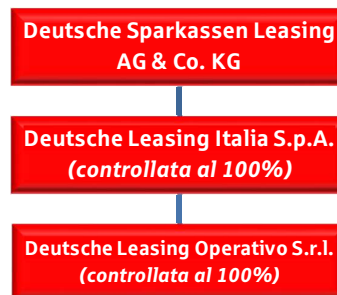 Deutsche Sparkassen Leasing
AG & Co. KG
Deutsche Leasing Italia S.p.A.
(controllata al 100%)
Deutsche Leasing Operativo S.r.l.
(controllata al 100%)